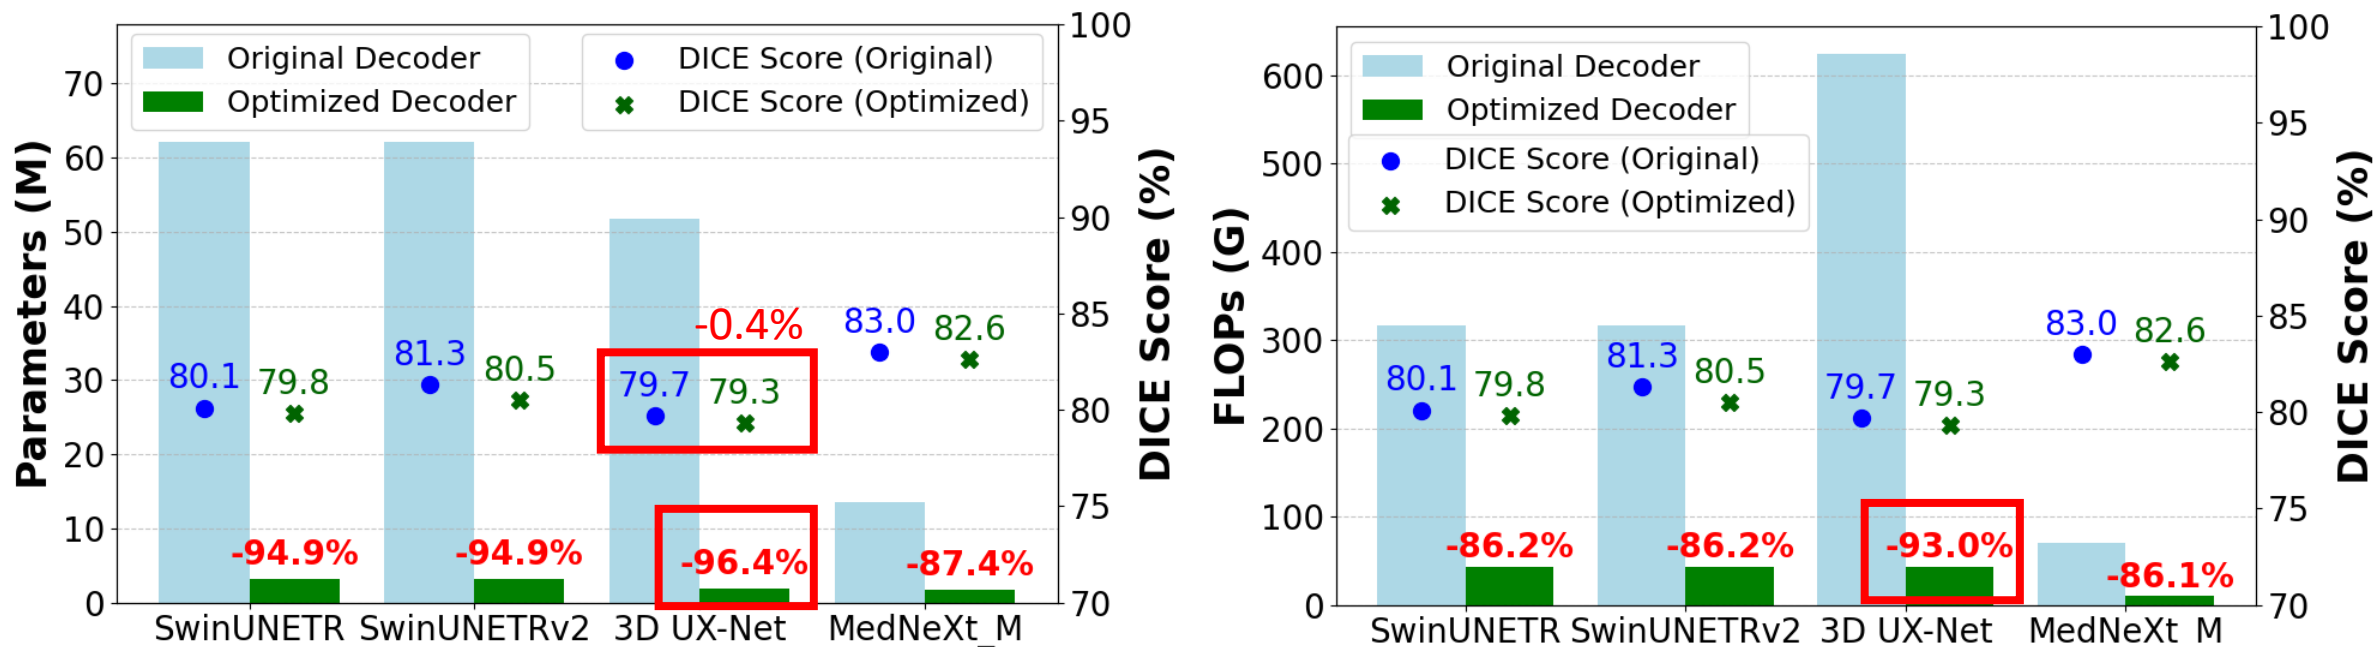 Parameters (M)
70
60
50
40
30
20
10
0
Original Decoder
Optimized Decoder
DICE Score (Original)
DICE Score (Optimized)
80.1
79.8
81.3
80.5
-0.4%
79.7
79.3
83.0
82.6
-94.9%
-94.9%
-96.4%
-87.4%
SwinUNETR
SwinUNETRv2
3D UX-Net
MedNeXt_M
100
95
90
85
80
75
70
DICE Score (%)
FLOPs (G)
600
500
400
300
200
100
0
Original Decoder
Optimized Decoder
DICE Score (Original)
DICE Score (Optimized)
80.1
79.8
81.3
80.5
79.7
79.3
83.0
82.6
-86.2%
-86.2%
-93.0%
-86.1%
SwinUNETR
SwinUNETRv2
3D UX-Net
MedNeXt M
100
95
90
85
80
75
70
DICE Score (%)